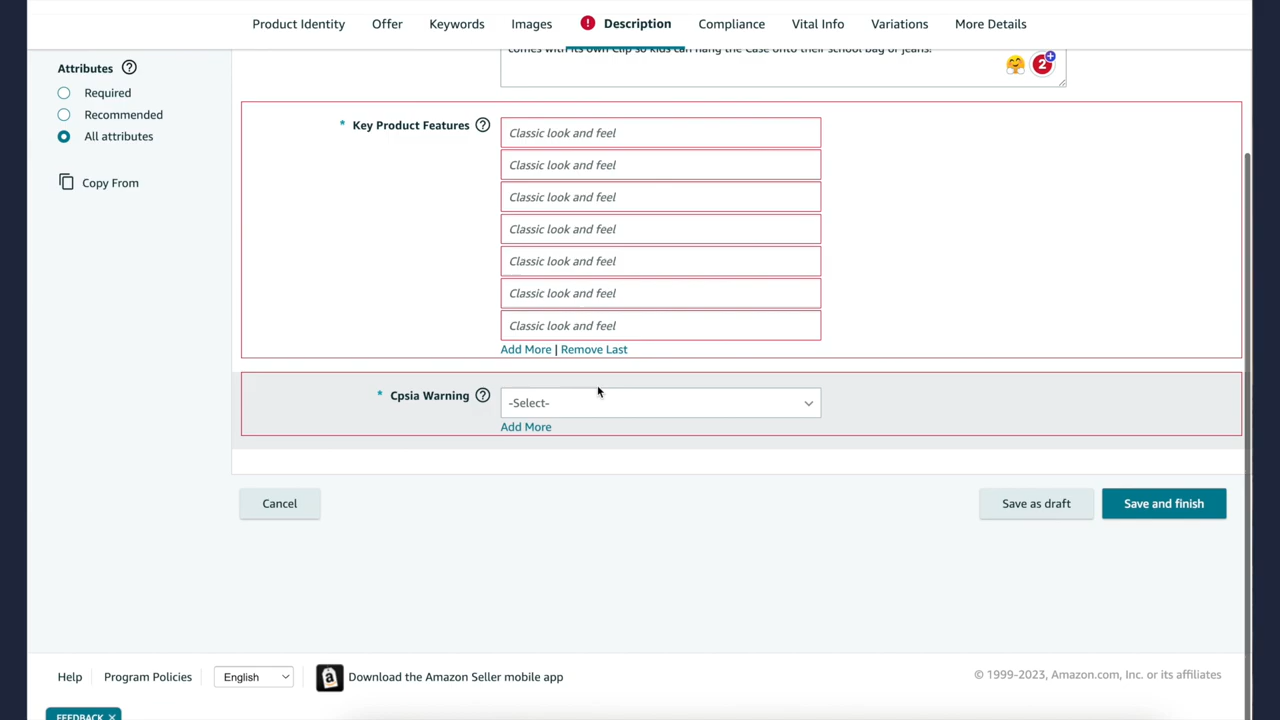 Product Identity Offer Keywords Images Description Compliance Vital Info Variations More Details
comes with its own Clip so kids can hang the Case onto their school bag or jeans!
2
Attributes
Required
Recommended
All attributes
Copy From
* Key Product Features
Classic look and feel
Classic look and feel
Classic look and feel
Classic look and feel
Classic look and feel
Classic look and feel
Classic look and feel
Add More | Remove Last
* Cpsia Warning
-Select-
Add More
Cancel Save as draft Save and finish
Help Program Policies English Download the Amazon Seller mobile app © 1999-2023, Amazon.com, Inc. or its affiliates
FEEDBACK